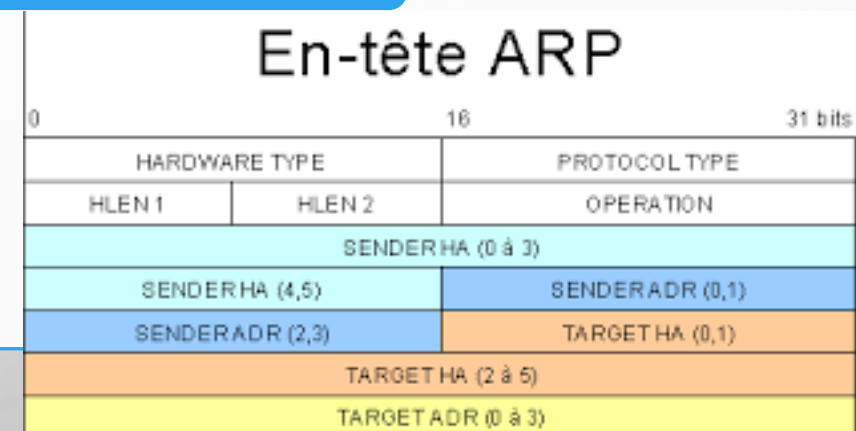 En-tête ARP
0 16 31 bits
HARDWARE TYPE PROTOCOL TYPE
HLEN 1 HLEN 2 OPERATION
SENDER HA (0 à 3)
SENDER HA (4,5) SENDER ADR (0,1)
SENDER ADR (2,3) TARGET HA (0,1)
TARGET HA (2 à 5)
TARGET ADR (0 à 3)